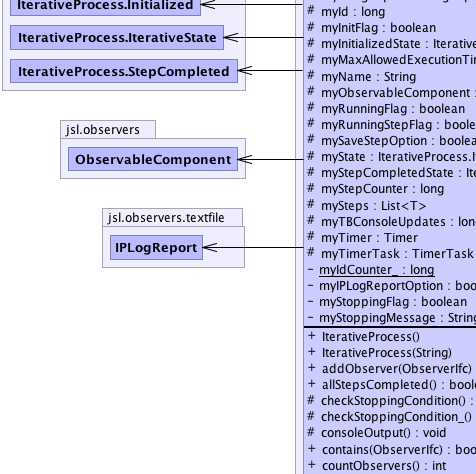 IterativeProcess.Initialized
IterativeProcess.IterativeState
IterativeProcess.StepCompleted
jsl.observers
ObservableComponent
jsl.observers.textfile
IPLogReport
# myId : long
# myInitFlag : boolean
# myInitializedState : Iterative
# myMaxAllowedExecutionTim
# myName : String
# myObservableComponent :
# myRunningFlag : boolean
# myRunningStepFlag : boole
# mySaveStepOption : boolea
# myState : IterativeProcess.It
# myStepCompletedState : Ite
# myStepCounter : long
# mySteps : List<T>
# myTBConsoleUpdates : lon
# myTimer : Timer
# myTimerTask : TimerTask
- myIdCounter_ : long
- myIPLogReportOption : boo
- myStoppingFlag : boolean
- myStoppingMessage : String
+ IterativeProcess()
+ IterativeProcess(String)
+ addObserver(ObserverIfc)
+ allStepsCompleted() : boole
# checkStoppingCondition() :
# checkStoppingCondition_()
# consoleOutput() : void
+ contains(ObserverIfc) : boo
+ countObservers() : int